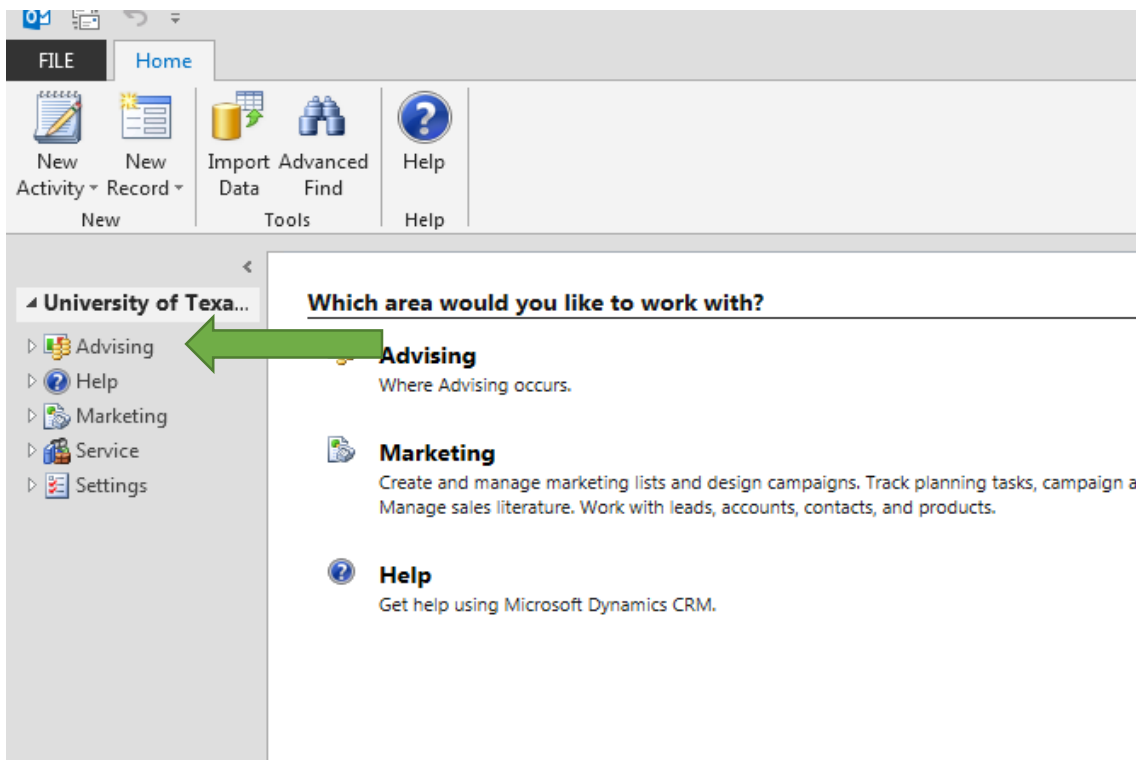 FILE
Home
New Activity
New Record
Import Data
Advanced Find
Help
New
Tools
Help
University of Texa...
Advising
Help
Marketing
Service
Settings
Which area would you like to work with?
Advising
Where Advising occurs.
Marketing
Create and manage marketing lists and design campaigns. Track planning tasks, campaign a
Manage sales literature. Work with leads, accounts, contacts, and products.
Help
Get help using Microsoft Dynamics CRM.